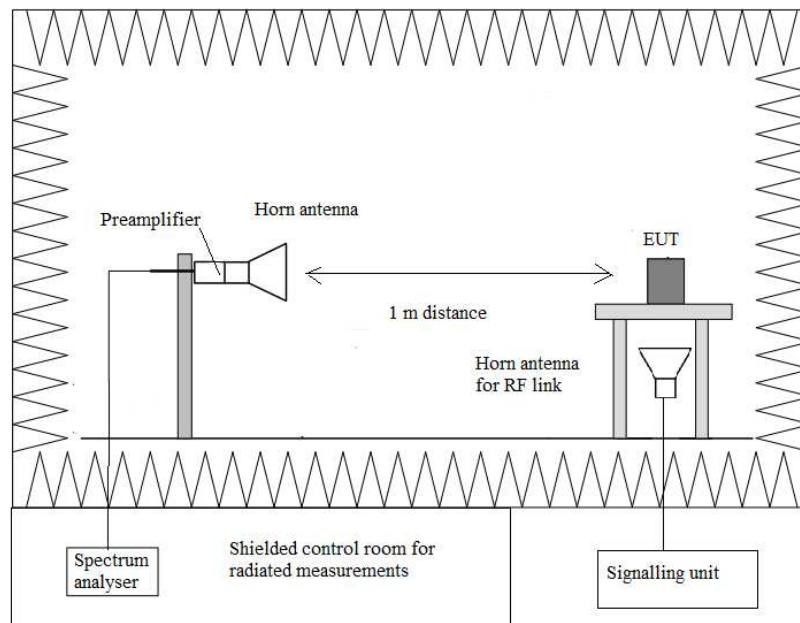 Preamplifier
Horn antenna
EUT
1 m distance
Horn antenna
for RF link
Spectrum
analyser
Shielded control room for
radiated measurements
Signalling unit